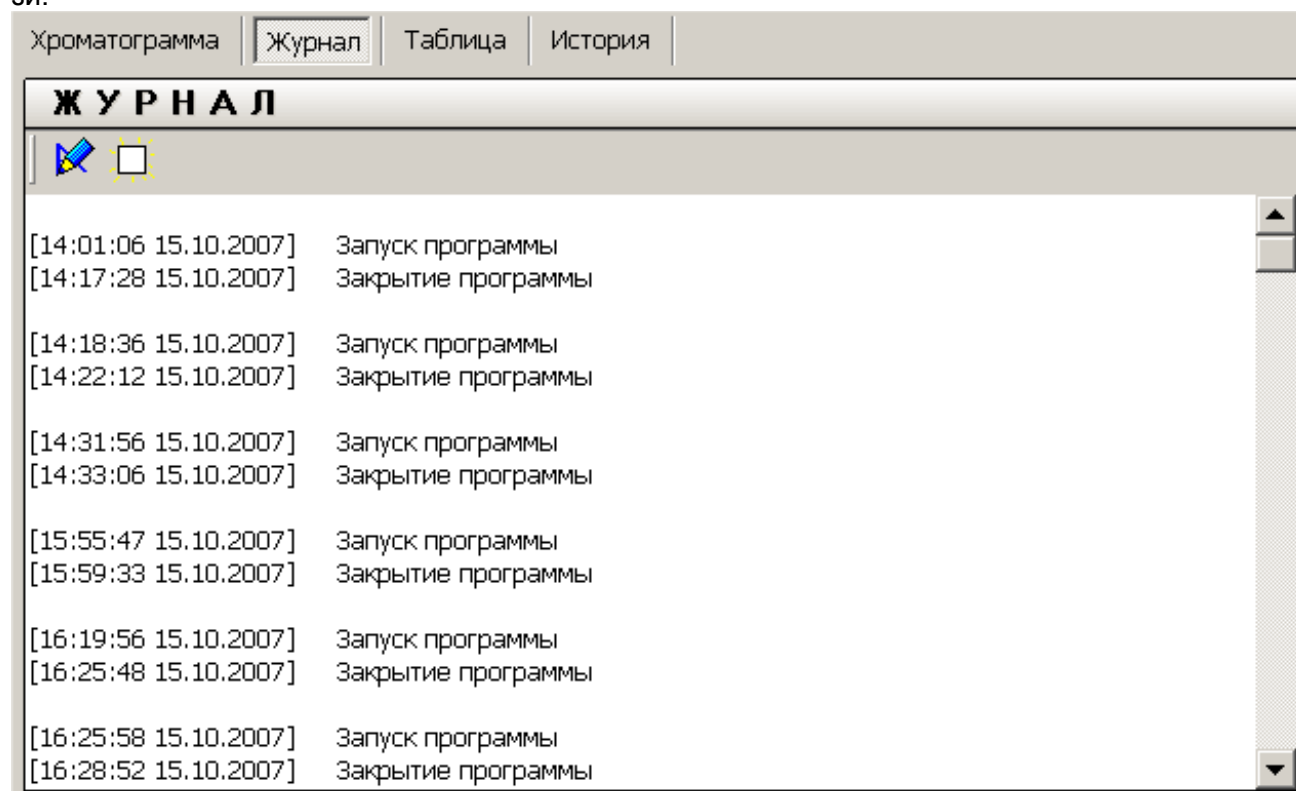 зи.
Хроматограмма Журнал Таблица История
ЖУРНАЛ
[14:01:06 15.10.2007] Запуск программы
[14:17:28 15.10.2007] Закрытие программы
[14:18:36 15.10.2007] Запуск программы
[14:22:12 15.10.2007] Закрытие программы
[14:31:56 15.10.2007] Запуск программы
[14:33:06 15.10.2007] Закрытие программы
[15:55:47 15.10.2007] Запуск программы
[15:59:33 15.10.2007] Закрытие программы
[16:19:56 15.10.2007] Запуск программы
[16:25:48 15.10.2007] Закрытие программы
[16:25:58 15.10.2007] Запуск программы
[16:28:52 15.10.2007] Закрытие программы